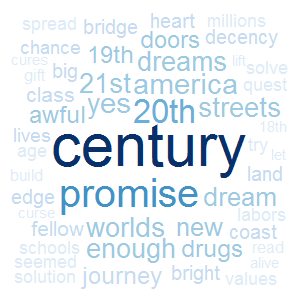 spread bridge heart millions
chance 19th doors decency
cures big dreams lift solve
gift 21st america quest
class yes 20th streets
awful 18th
lives century try
age let
build promise land
edge dream
curse labors
fellow worlds new coast
schools enough drugs read
seemed alive
solution journey bright values